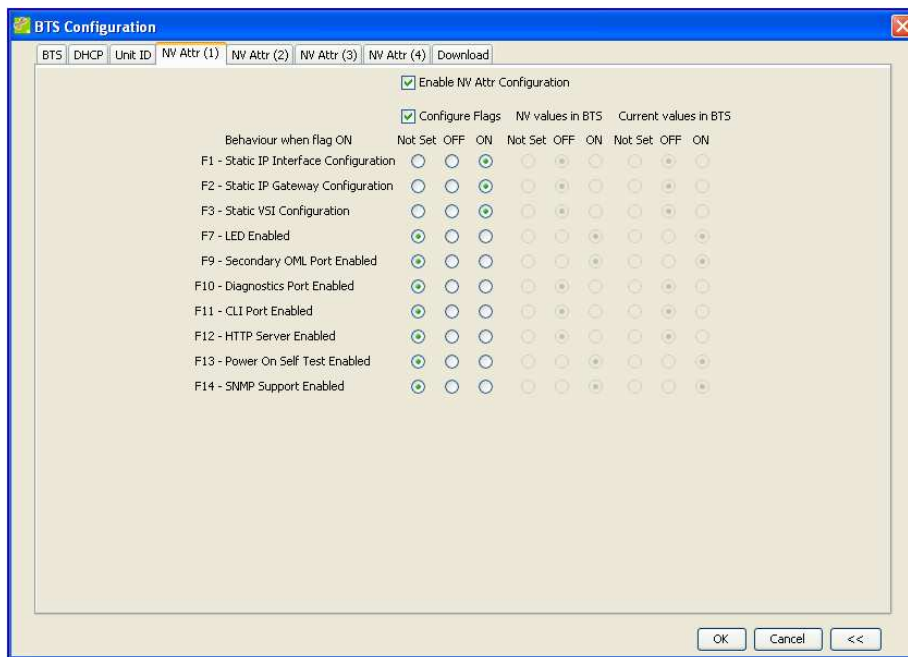 BTS Configuration
BTS DHCP Unit ID NV Attr (1) NV Attr (2) NV Attr (3) NV Attr (4) Download
Enable NV Attr Configuration
Configure Flags NV values in BTS Current values in BTS
Behaviour when flag ON Not Set OFF ON Not Set OFF ON Not Set OFF ON
F1 - Static IP Interface Configuration
F2 - Static IP Gateway Configuration
F3 - Static VSI Configuration
F7 - LED Enabled
F9 - Secondary OML Port Enabled
F10 - Diagnostics Port Enabled
F11 - CLI Port Enabled
F12 - HTTP Server Enabled
F13 - Power On Self Test Enabled
F14 - SNMP Support Enabled
OK Cancel <<